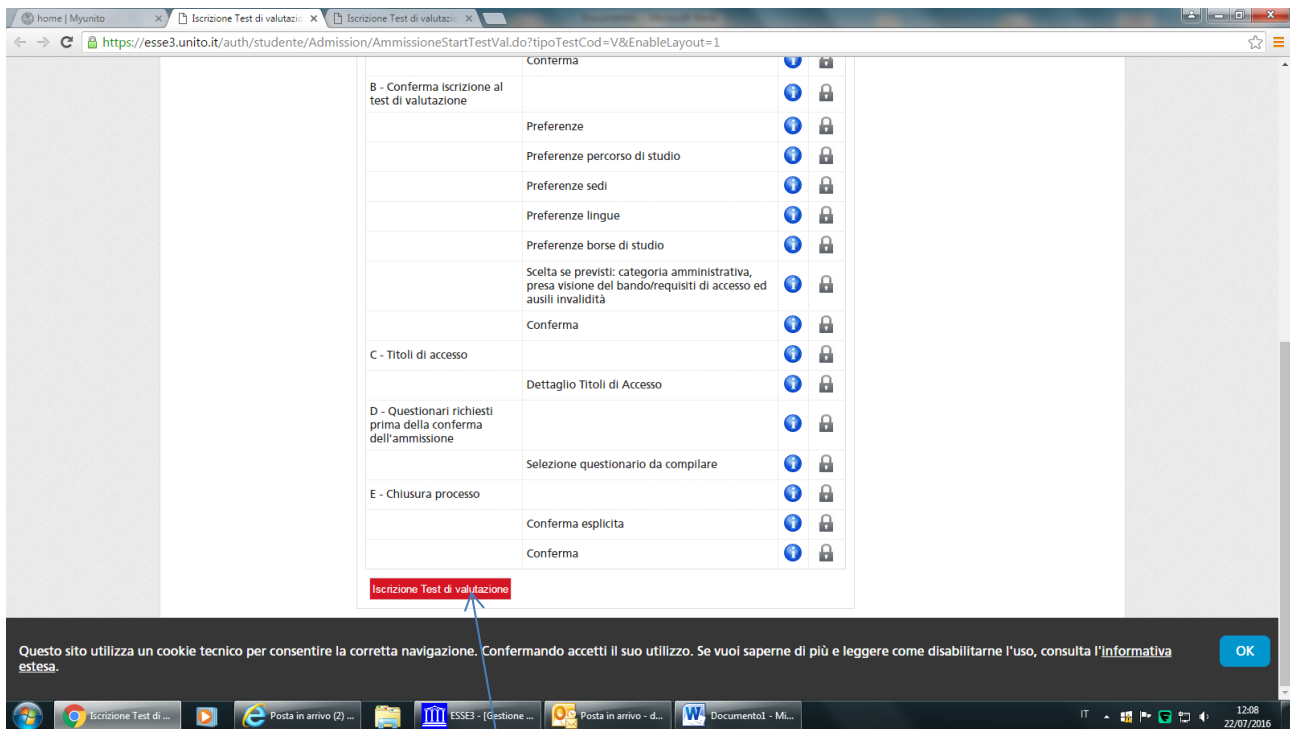 home | Myunito
Iscrizione Test di valutazio
Iscrizione Test di valutazio
https://esse3.unito.it/auth/studente/Admission/AmmissioneStartTestVal.do?tipoTestCod=V&EnableLayout=1
Conferma
B - Conferma iscrizione al
test di valutazione
Preferenze
Preferenze percorso di studio
Preferenze sedi
Preferenze lingue
Preferenze borse di studio
Scelta se previsti: categoria amministrativa,
presa visione del bando/requisiti di accesso ed
ausili invalidità
Conferma
C - Titoli di accesso
Dettaglio Titoli di Accesso
D - Questionari richiesti
prima della conferma
dell'ammissione
Selezione questionario da compilare
E - Chiusura processo
Conferma esplicita
Conferma
Iscrizione Test di valutazione
Questo sito utilizza un cookie tecnico per consentire la corretta navigazione. Confermando accetti il suo utilizzo. Se vuoi saperne di più e leggere come disabilitarne l'uso, consulta l'informativa
estesa.
OK
Iscrizione Test di ...
Posta in arrivo (2) ...
ESSE3 - [Gestione ...
Posta in arrivo - d...
Documento1 - Mi...
IT
12:08
22/07/2016